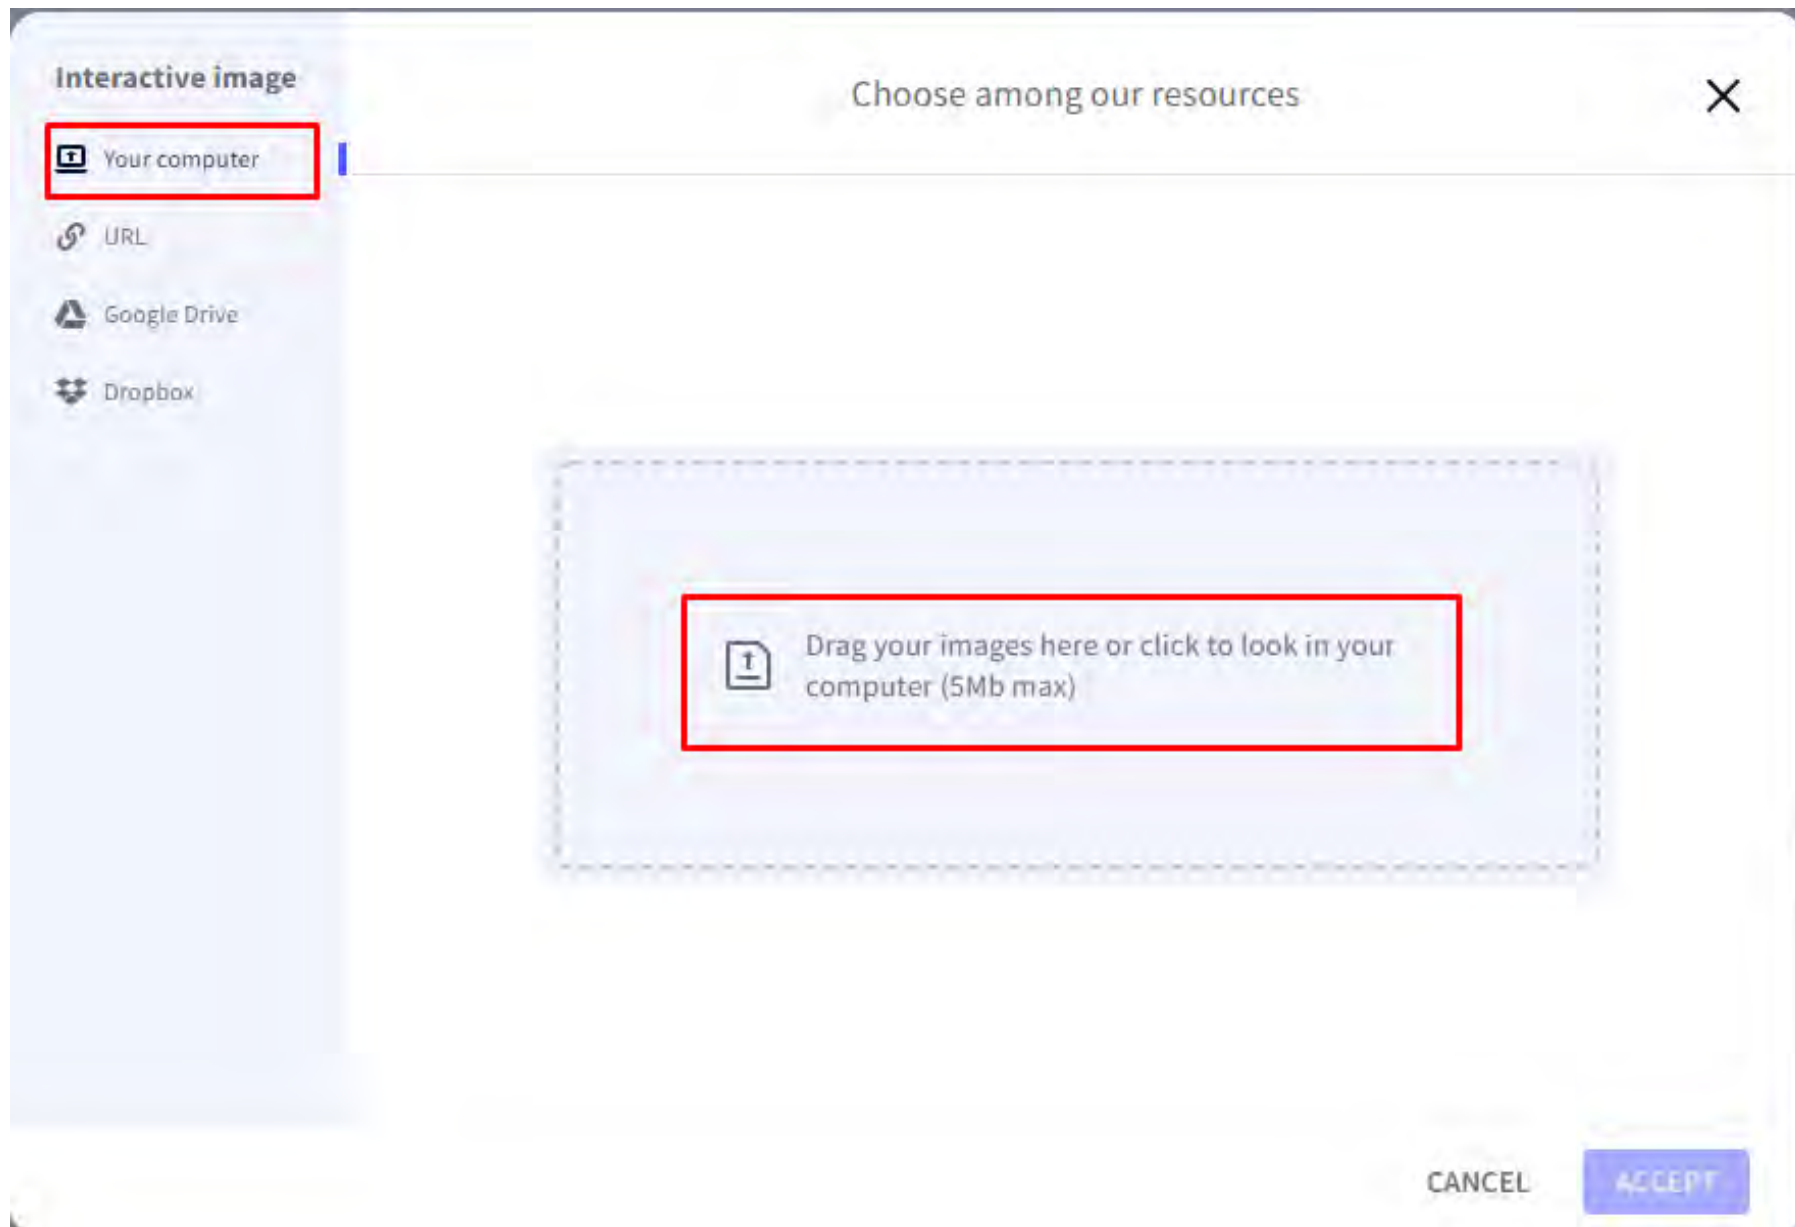 Interactive image
Your computer
URL
Google Drive
Dropbox
Choose among our resources
Drag your images here or click to look in your
computer (5Mb max)
CANCEL
ACCEPT